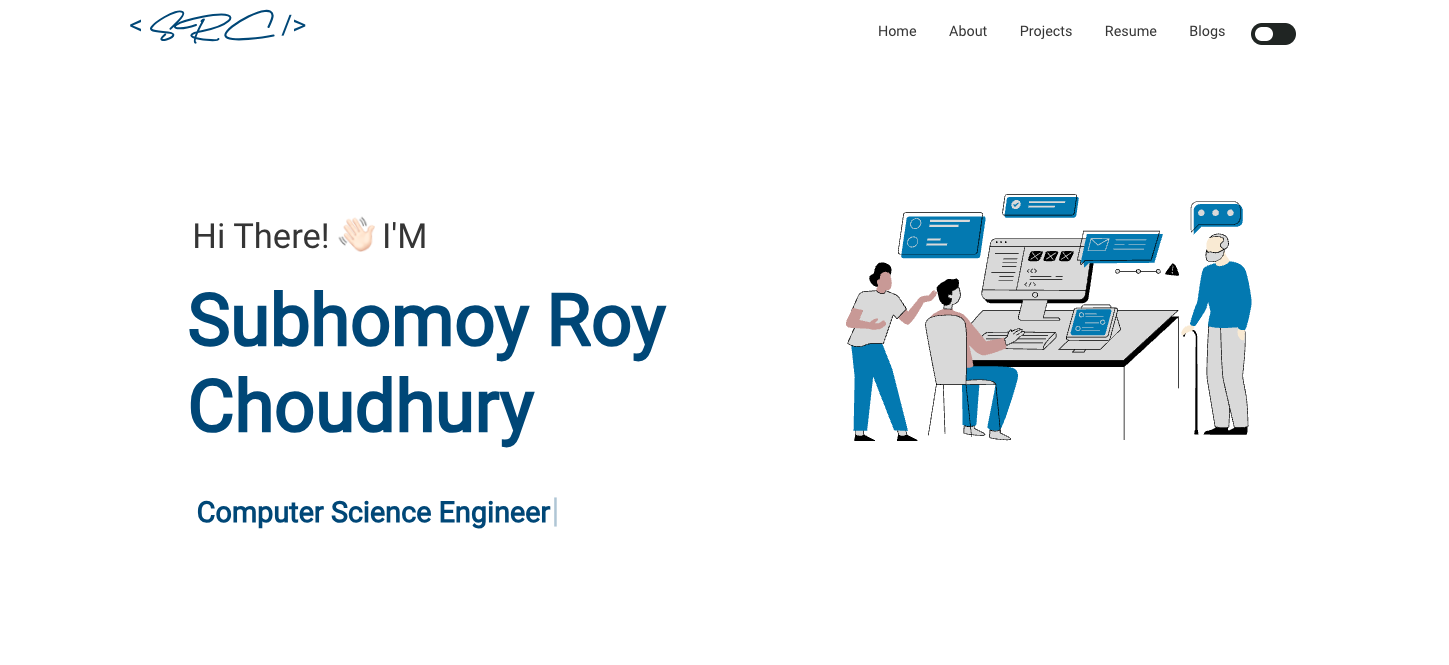 < SRC />
Home About Projects Resume Blogs
Hi There! 👋🏻 I'M
Subhomoy Roy
Choudhury
Computer Science Engineer